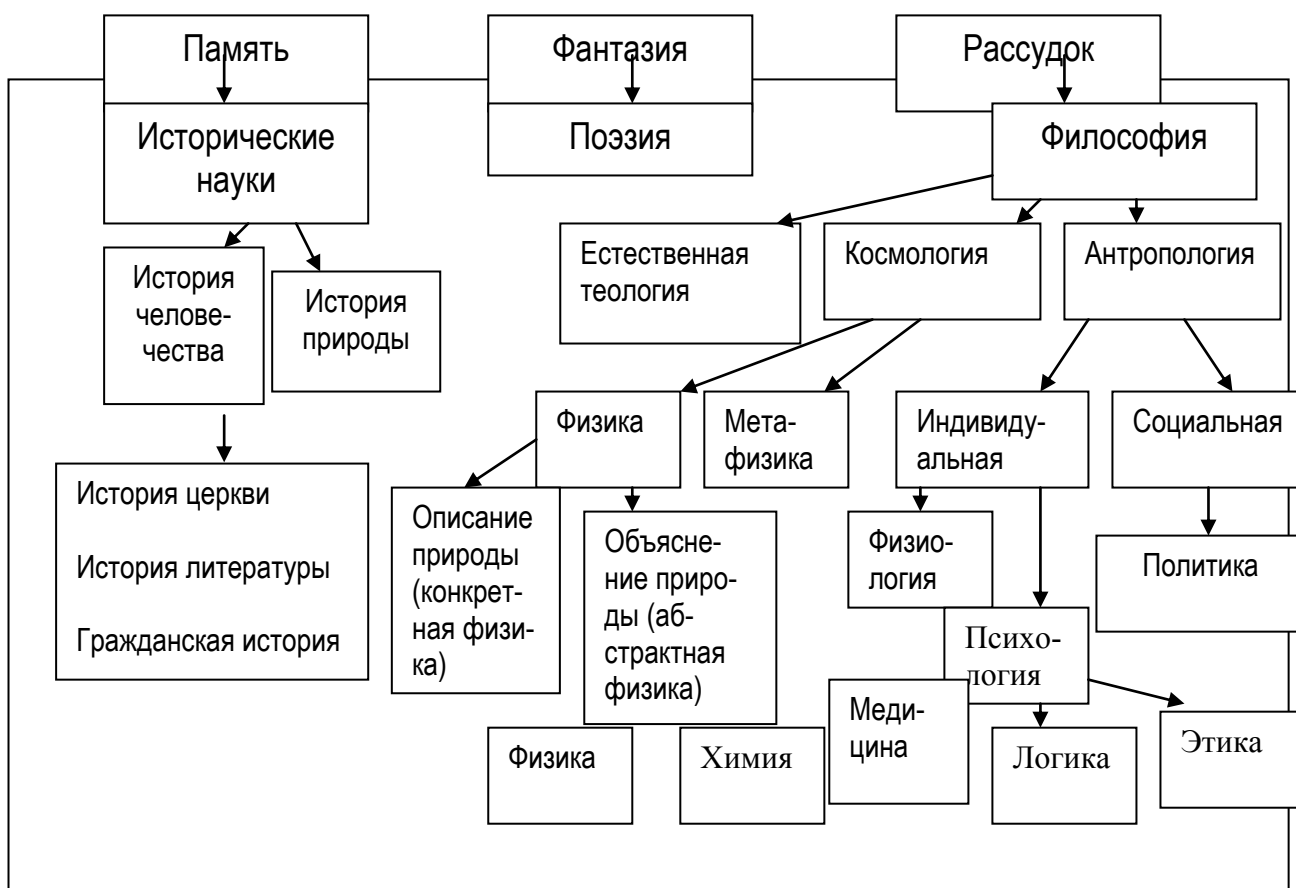 Память
Фантазия
Рассудок
Исторические
науки
Поэзия
Философия
История
челове-
чества
История
природы
Естественная
теология
Космология
Антропология
Физика
Мета-
физика
Индивиду-
альная
Социальная
История церкви
История литературы
Гражданская история
Описание
природы
(конкрет-
ная физи-
ка)
Объясне-
ние приро-
ды (аб-
страктная
физика)
Физио-
логия
Политика
Психо-
логия
Меди-
цина
Физика
Химия
Логика
Этика